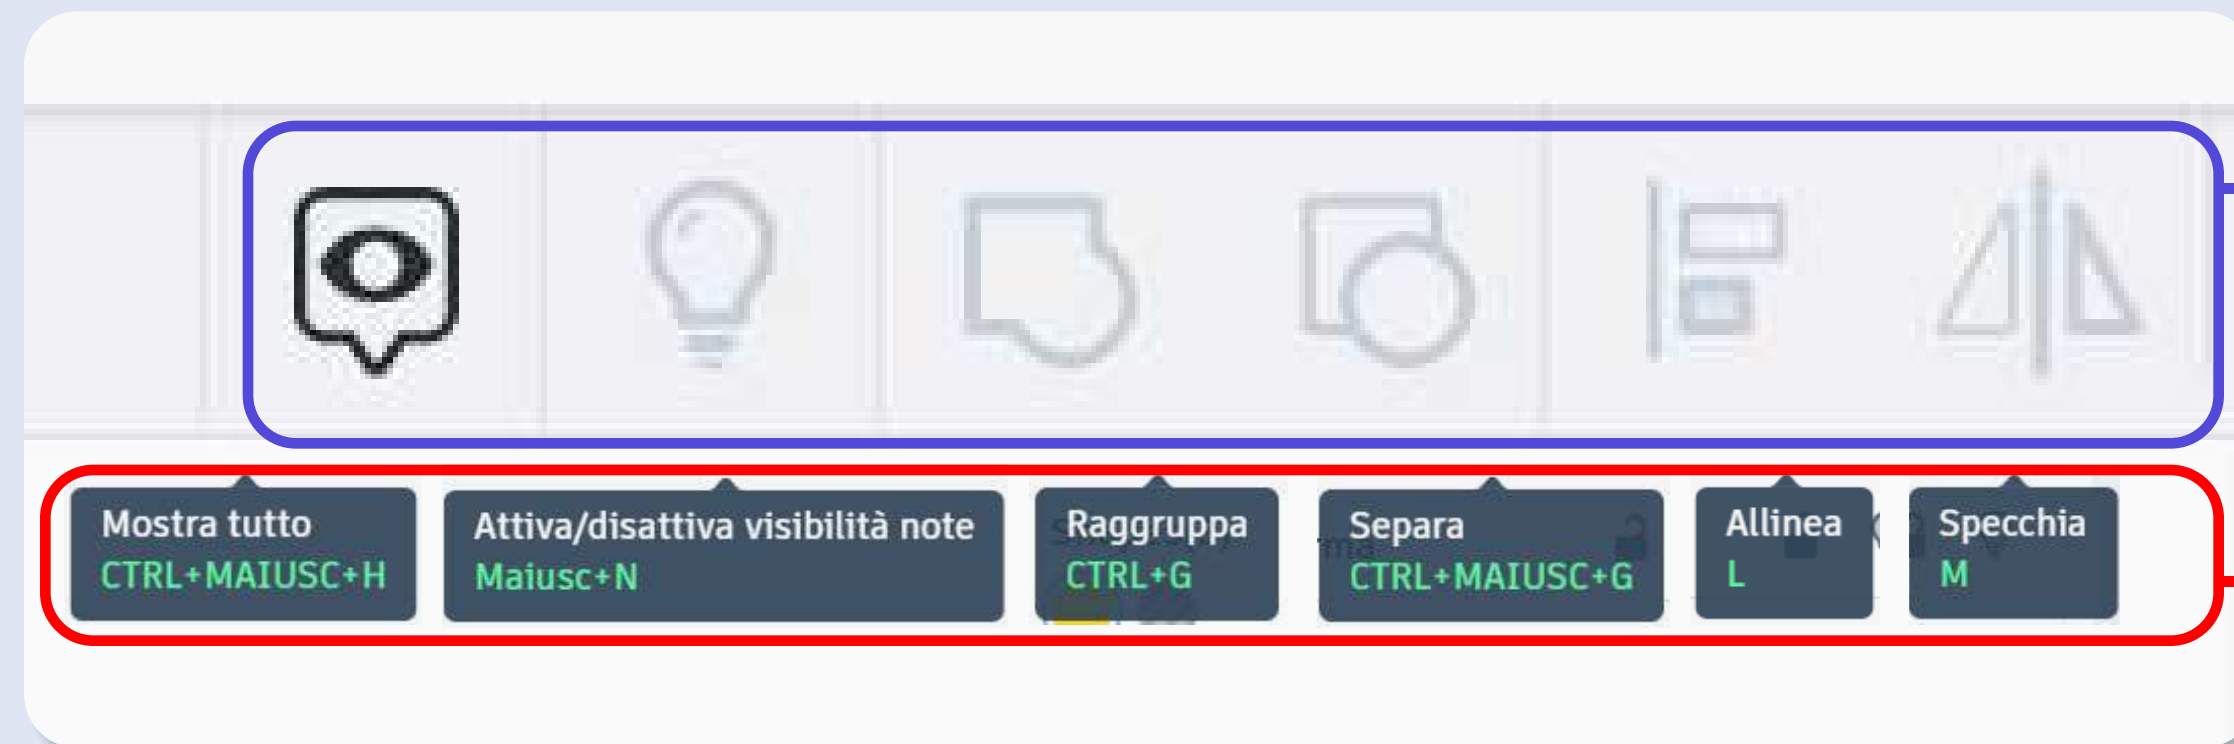 Mostra tutto
CTRL+MAIUSC+H
Attiva/disattiva visibilità note
Maiusc+N
Raggruppa
CTRL+G
Separa
CTRL+MAIUSC+G
Allinea
L
Specchia
M